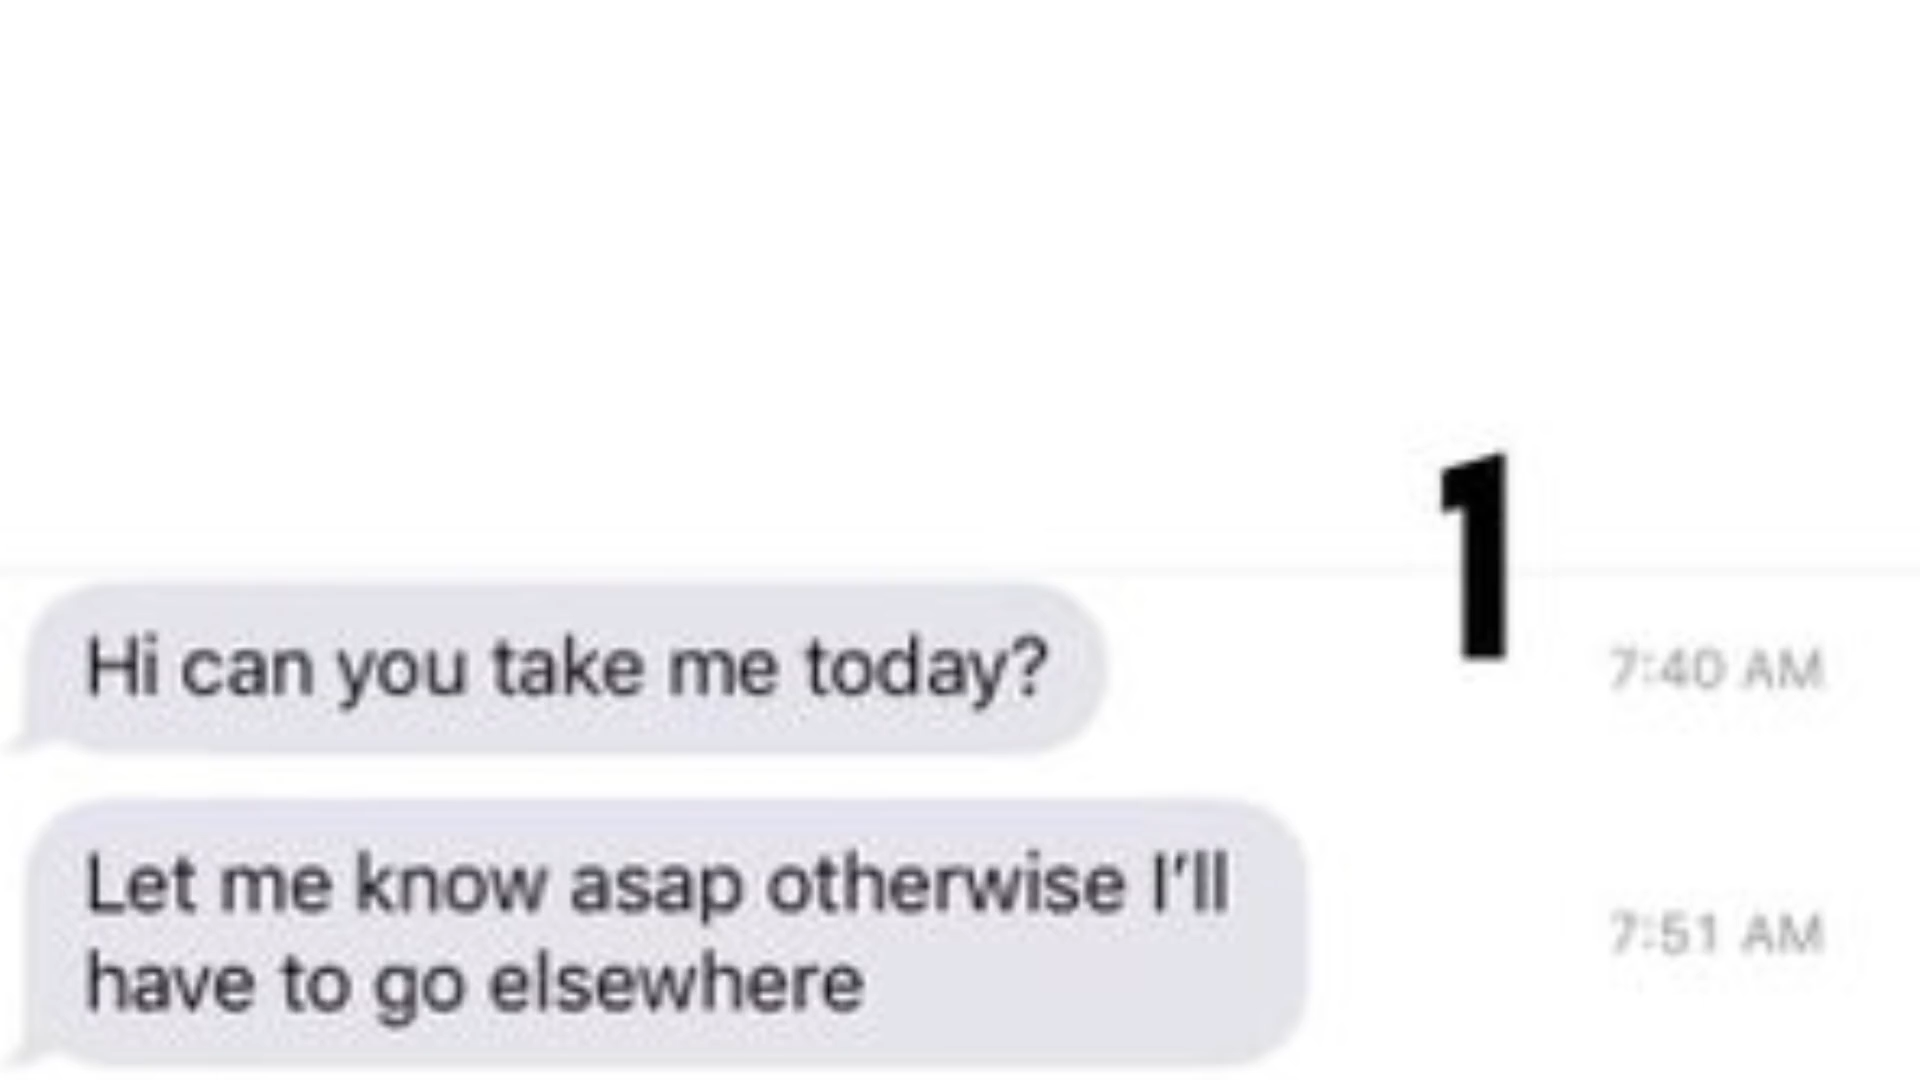 1
Hi can you take me today?
7:40 AM
Let me know asap otherwise I'll
have to go elsewhere
7:51 AM